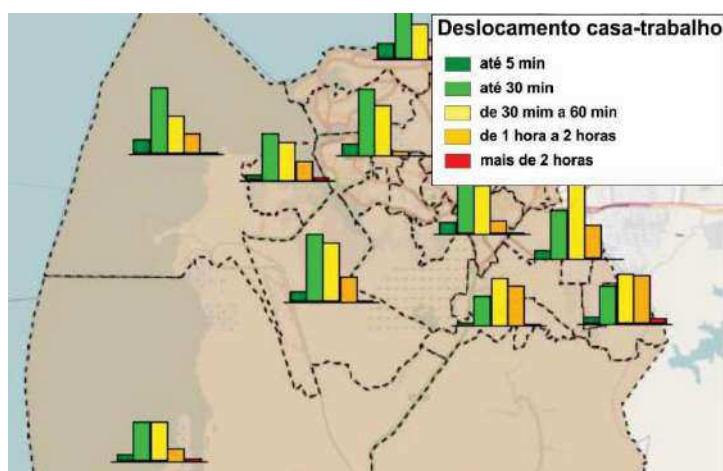 Deslocamento casa-trabalho
até 5 min
até 30 min
de 30 mim a 60 min
de 1 hora a 2 horas
mais de 2 horas